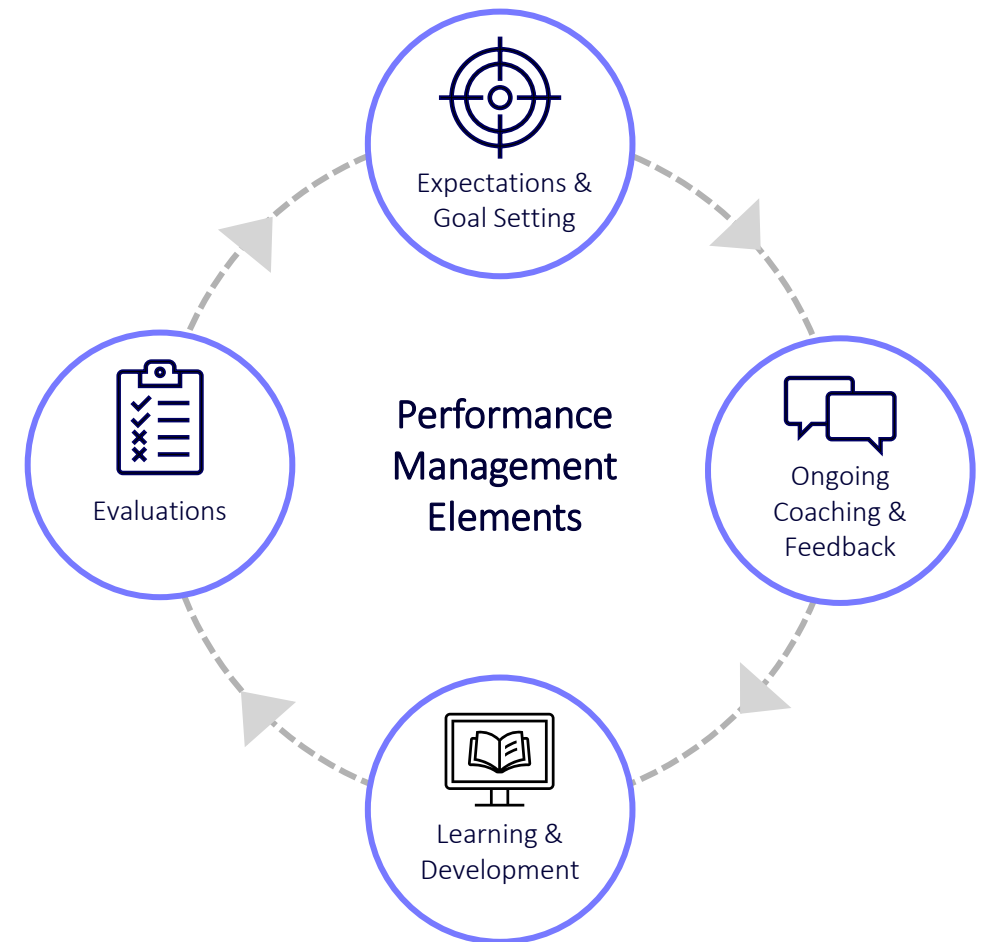 Expectations &
Goal Setting
Performance
Management
Elements
Ongoing
Coaching &
Feedback
Evaluations
Learning &
Development